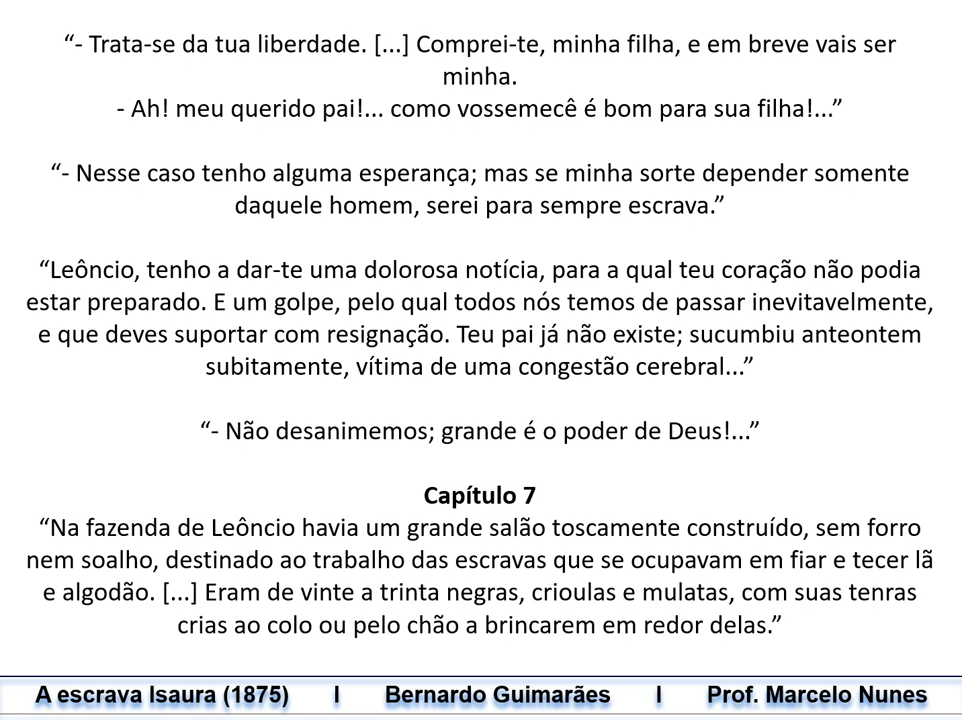 “- Trata-se da tua liberdade. [...] Comprei-te, minha filha, e em breve vais ser
minha.
- Ah! meu querido pai!... como vossemecê é bom para sua filha!...”
“- Nesse caso tenho alguma esperança; mas se minha sorte depender somente
daquele homem, serei para sempre escrava.”
“Leôncio, tenho a dar-te uma dolorosa notícia, para a qual teu coração não podia
estar preparado. E um golpe, pelo qual todos nós temos de passar inevitavelmente,
e que deves suportar com resignação. Teu pai já não existe; sucumbiu anteontem
subitamente, vítima de uma congestão cerebral...”
“- Não desanimemos; grande é o poder de Deus!...”
Capítulo 7
“Na fazenda de Leôncio havia um grande salão toscamente construído, sem forro
nem soalho, destinado ao trabalho das escravas que se ocupavam em fiar e tecer lã
e algodão. [...] Eram de vinte a trinta negras, crioulas e mulatas, com suas tenras
crias ao colo ou pelo chão a brincarem em redor delas.”
A escrava Isaura (1875) I Bernardo Guimarães I Prof. Marcelo Nunes